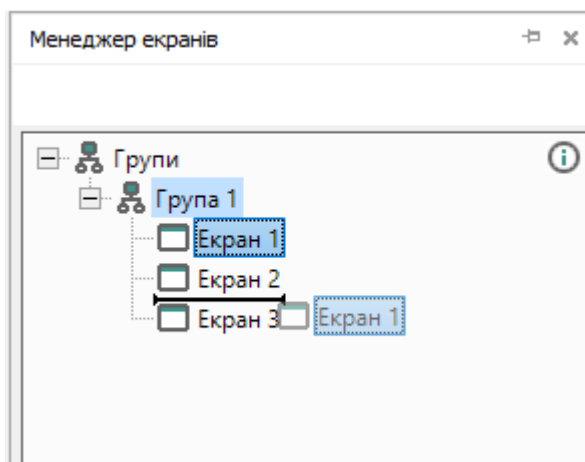 Менеджер екранів
Групи
Група 1
Екран 1
Екран 2
Екран 3 Екран 1